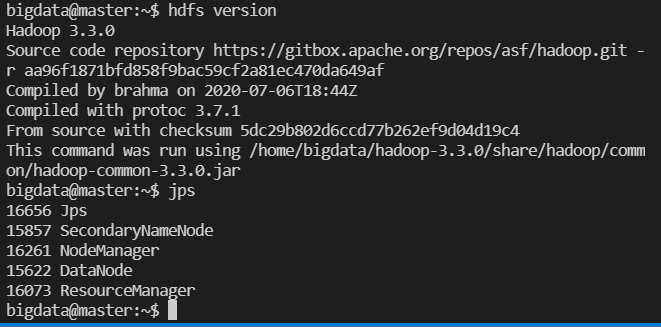 bigdata@master:~$ hdfs version
Hadoop 3.3.0
Source code repository https://gitbox.apache.org/repos/asf/hadoop.git -
r aa96f1871bfd858f9bac59cf2a81ec470da649af
Compiled by brahma on 2020-07-06T18:44Z
Compiled with protoc 3.7.1
From source with checksum 5dc29b802d6ccd77b262ef9d04d19c4
This command was run using /home/bigdata/hadoop-3.3.0/share/hadoop/comm
on/hadoop-common-3.3.0.jar
bigdata@master:~$ jps
16656 Jps
15857 SecondaryNameNode
16261 NodeManager
15622 DataNode
16073 ResourceManager
bigdata@master:~$